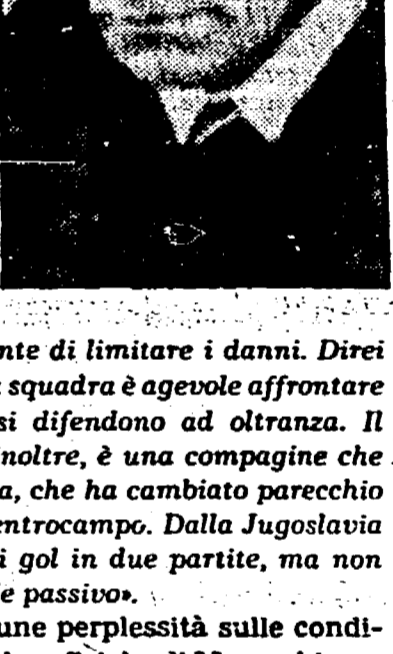 nte di limitare i danni. Direi
squadra è agevole affrontare
si difendono ad oltranza. Il
noltre, è una compagine che
a, che ha cambiato parecchio
entrocampo. Dalla Jugoslavia
i gol in due partite, ma non
e passivo».
une perplessità sulle condi-